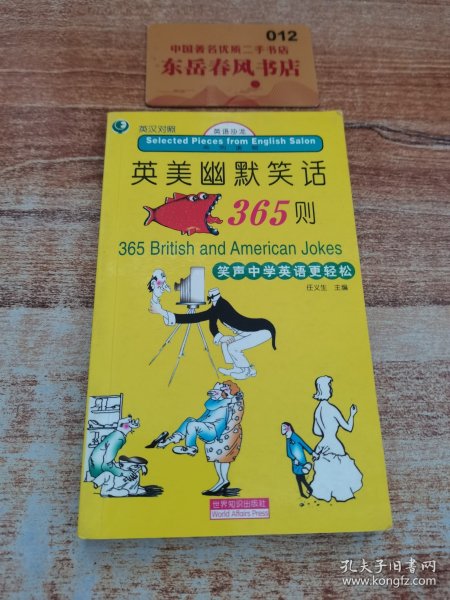 012
中国著名优质二手书店
东岳春风书店
英汉对照
英语沙龙
Selected Pieces from English Salon
英美幽默笑话
365则
365 British and American Jokes
笑声中学英语更轻松
任义生 主编
世界知识出版社
World Affairs Press
孔夫子旧书网
www.kongfz.com